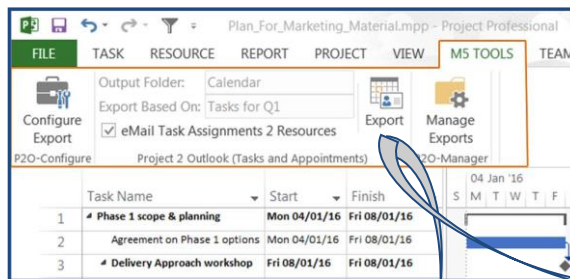 Plan_For_Marketing_Material.mpp - Project Professional
FILE TASK RESOURCE REPORT PROJECT VIEW M5 TOOLS TEAM
Output Folder: Calendar
Export Based On: Tasks for Q1
eMail Task Assignments 2 Resources
Configure Export
Export
Manage Exports
P2O-Configure Project 2 Outlook (Tasks and Appointments) P2O-Manager
04 Jan '16
Task Name Start Finish S M T W T F
1 Phase 1 scope & planning Mon 04/01/16 Fri 08/01/16
2 Agreement on Phase 1 options Mon 04/01/16 Fri 08/01/16
3 Delivery Approach workshop Fri 08/01/16 Fri 08/01/16